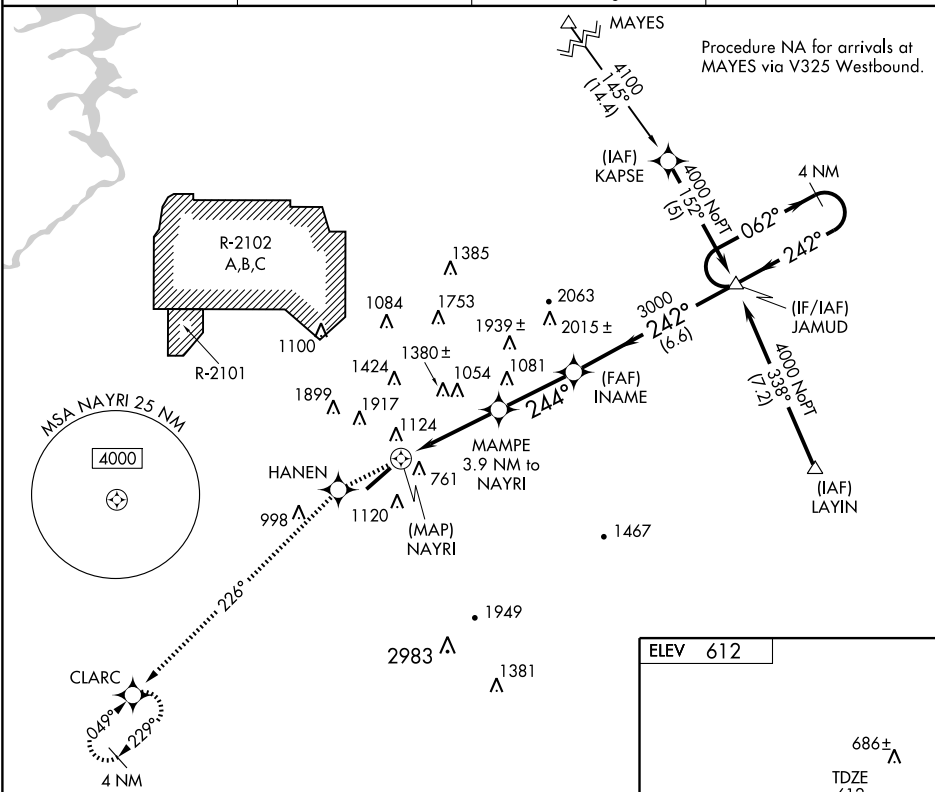 MAYES
Procedure NA for arrivals at
MAYES via V325 Westbound.
4100
145°
(14.4)
(IAF)
KAPSE
4000 NoPT
152°
(5)
4 NM
062°
242°
R-2102
A,B,C
R-2101
1385
1084
1753
2063
1939 ±
2015 ±
3000
242°
(6.6)
(IF/IAF)
JAMUD
1100
1424
1380 ±
1054
1081
(FAF)
INAME
4000 NoPT
338°
(7.2)
1899
1917
1124
244°
MSA NAYRI 25 NM
4000
MAMPE
3.9 NM to
NAYRI
HANEN
761
(IAF)
LAYIN
998
1120
(MAP)
NAYRI
1467
226°
1949
2983
1381
CLARC
049°
229°
4 NM
ELEV 612
686±
TDZE